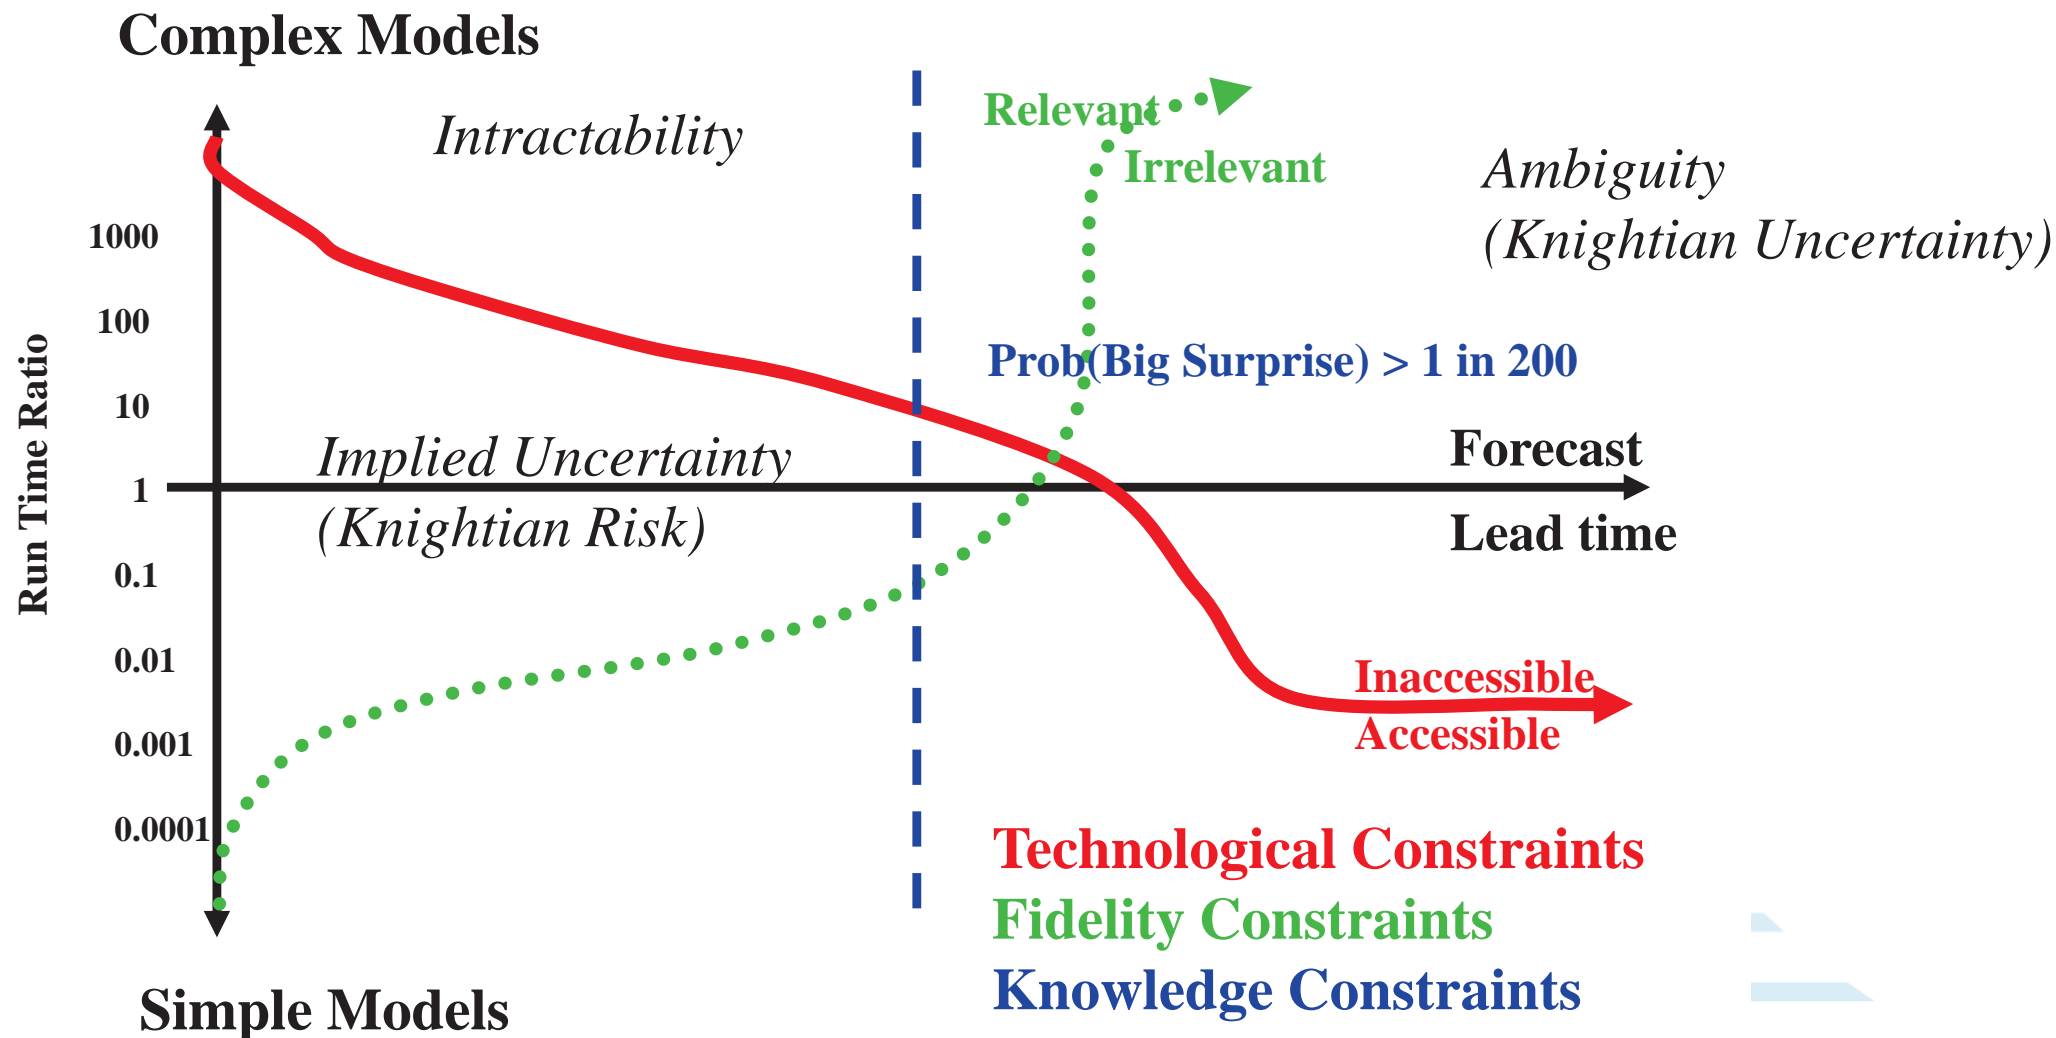 Complex Models
Intractability
Relevant
Irrelevant
Ambiguity
(Knightian Uncertainty)
Run Time Ratio
1000
100
10
1
0.1
0.01
0.001
0.0001
Prob(Big Surprise) > 1 in 200
Implied Uncertainty
(Knightian Risk)
Forecast
Lead time
Inaccessible
Accessible
Technological Constraints
Fidelity Constraints
Knowledge Constraints
Simple Models